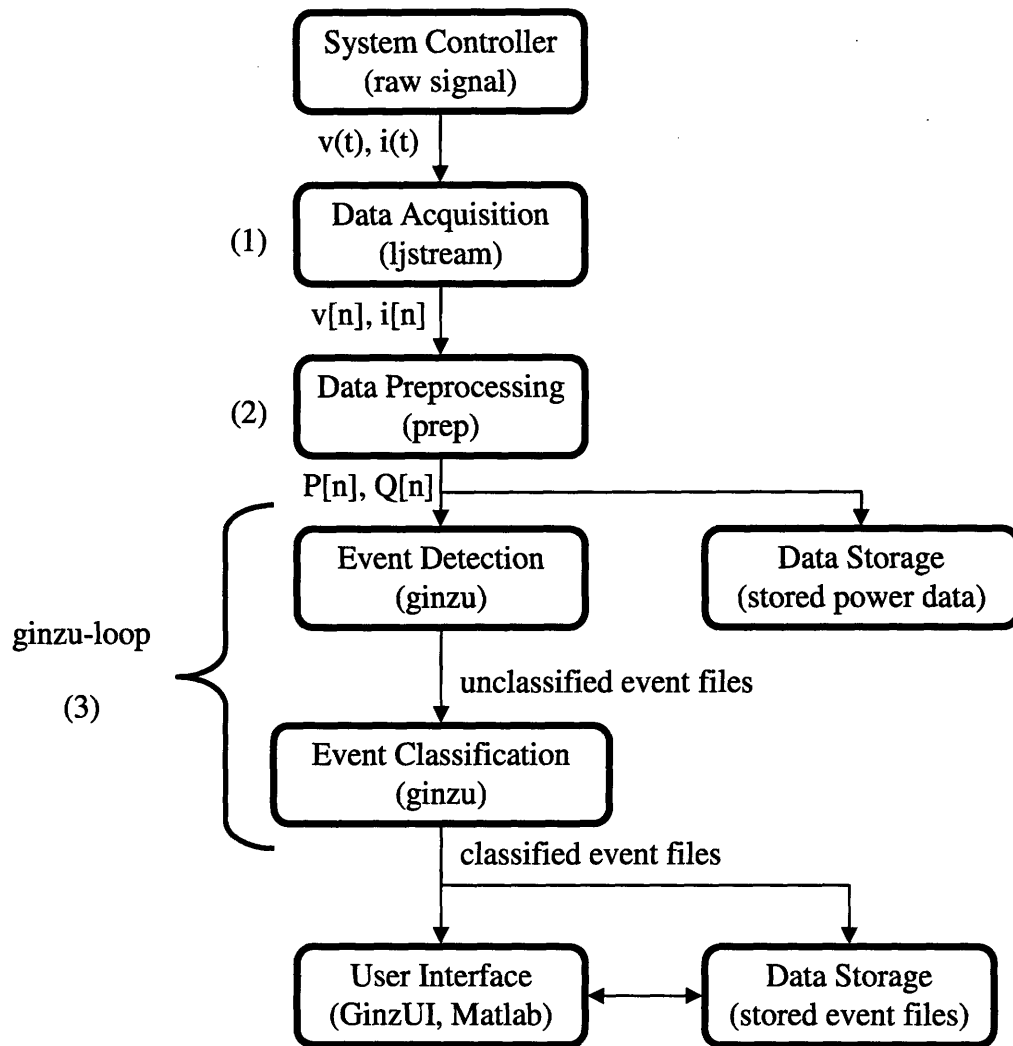 System Controller
(raw signal)
v(t), i(t)
(1)
Data Acquisition
(ljstream)
v[n], i[n]
(2)
Data Preprocessing
(prep)
P[n], Q[n]
Event Detection
(ginzu)
Data Storage
(stored power data)
ginzu-loop
(3)
unclassified event files
Event Classification
(ginzu)
classified event files
User Interface
(GinzUI, Matlab)
Data Storage
(stored event files)